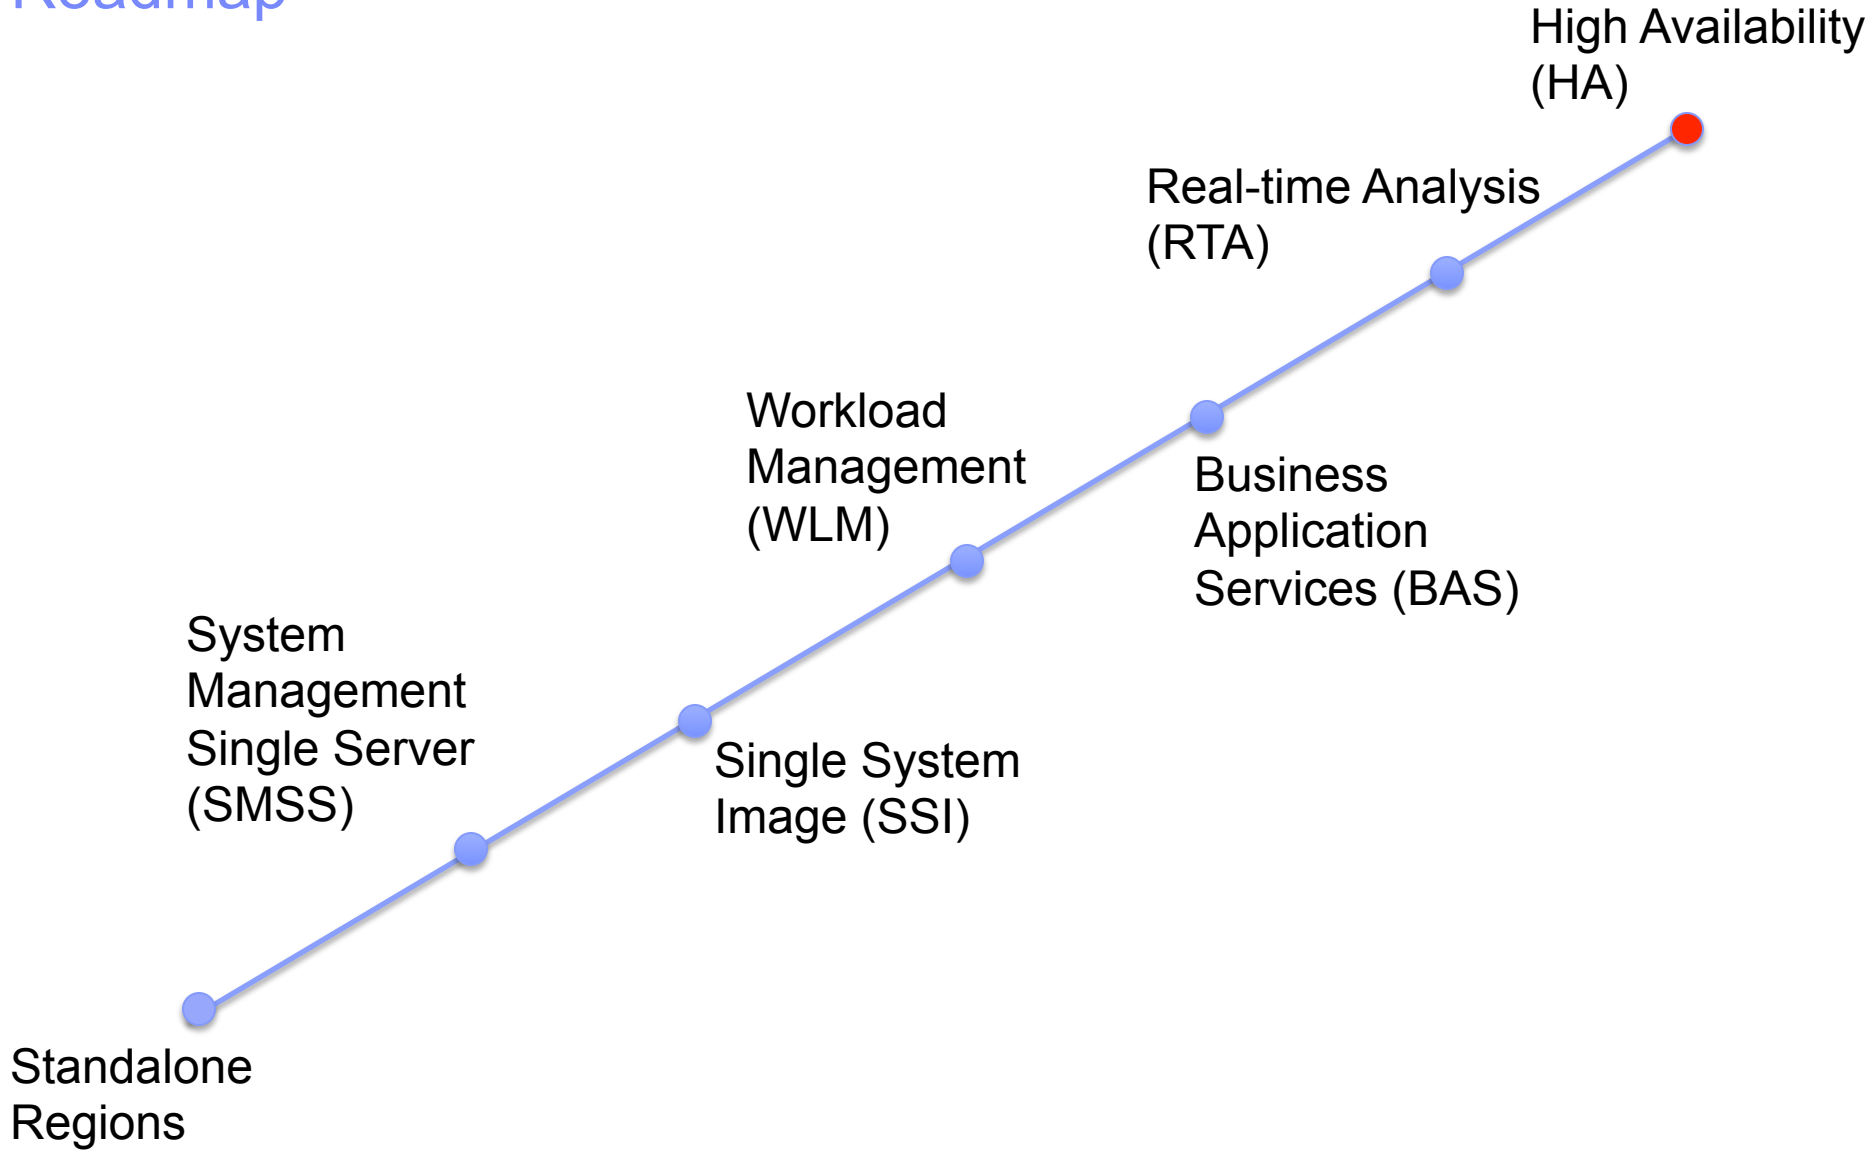 Roadmap
High Availability
(HA)
Real-time Analysis
(RTA)
Workload
Management
(WLM)
Business
Application
Services (BAS)
System
Management
Single Server
(SMSS)
Single System
Image (SSI)
Standalone
Regions